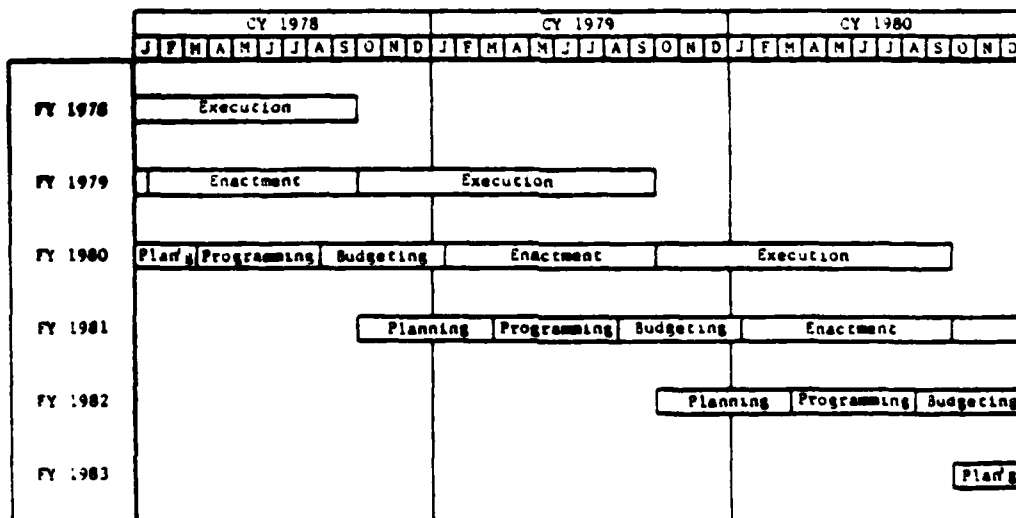 CY 1978 CY 1979 CY 1980
J F M A M J J A S O N D J F M A M J J A S O N D J F M A M J J A S O N D
FY 1978 Execution
FY 1979 Enactment Execution
FY 1980 Plan'g Programming Budgeting Enactment Execution
FY 1981 Planning Programming Budgeting Enactment
FY 1982 Planning Programming Budgeting
FY 1983 Plan'g